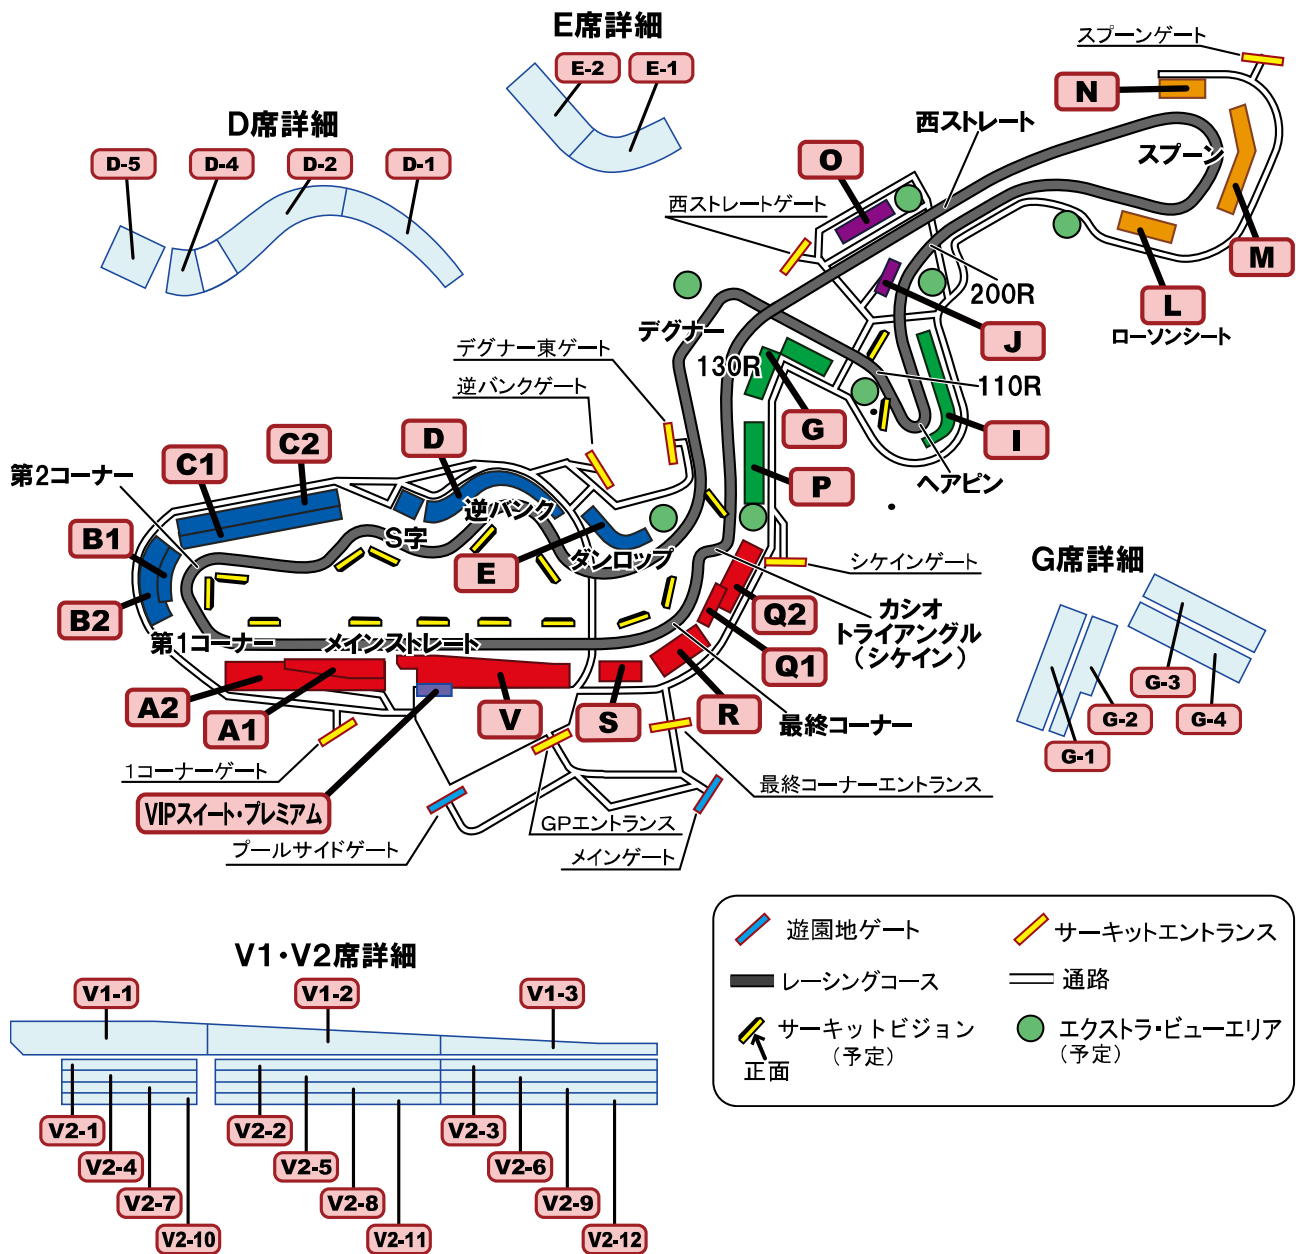 E席詳細
E-2
E-1
D席詳細
D-5
D-4
D-2
D-1
スプーンゲート
N
西ストレート
スプーン
O
西ストレートゲート
M
L
ローソンシート
200R
J
デグナー
130R
110R
G
I
ヘアピン
P
デグナー東ゲート
逆バンクゲート
D
C2
C1
第2コーナー
逆バンク
S字
B1
E
ダンロップ
B2
シケインゲート
カシオ
トライアングル
(シケイン)
Q2
Q1
第1コーナー
メインストレート
A2
A1
V
S
R
最終コーナー
1コーナーゲート
VIPスイート・プレミアム
プールサイドゲート
GPエントランス
メインゲート
最終コーナーエントランス
G席詳細
G-3
G-2
G-4
G-1
V1・V2席詳細
V1-1
V1-2
V1-3
V2-1
V2-2
V2-3
V2-4
V2-5
V2-6
V2-7
V2-8
V2-9
V2-10
V2-11
V2-12
遊園地ゲート
サーキットエントランス
レーシングコース
通路
サーキットビジョン
(予定)
正面
エクストラ・ビューエリア
(予定)